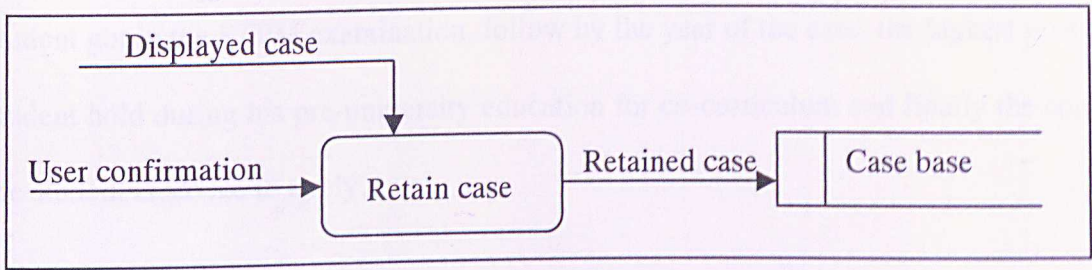 Displayed case
User confirmation
Retain case
Retained case
Case base